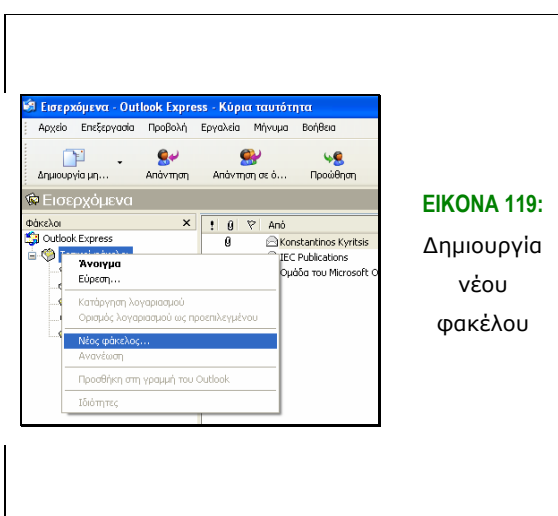 Εισερχόμενα - Outlook Express - Κύρια ταυτότητα
Αρχείο Επεξεργασία Προβολή Εργαλεία Μήνυμα Βοήθεια
Δημιουργία μη... Απάντηση Απάντηση σε ό... Προώθηση
Εισερχόμενα
Φάκελοι × ! Από
Outlook Express Konstantinos Kyritsis
IEC Publications
Ομάδα του Microsoft O
Άνοιγμα
Εύρεση...
Κατάργηση λογαριασμού
Ορισμός λογαριασμού ως προεπιλεγμένου
Νέος φάκελος...
Ανανέωση
Προσθήκη στη γραμμή του Outlook
Ιδιότητες
ΕΙΚΟΝΑ 119:
Δημιουργία
νέου
φακέλου